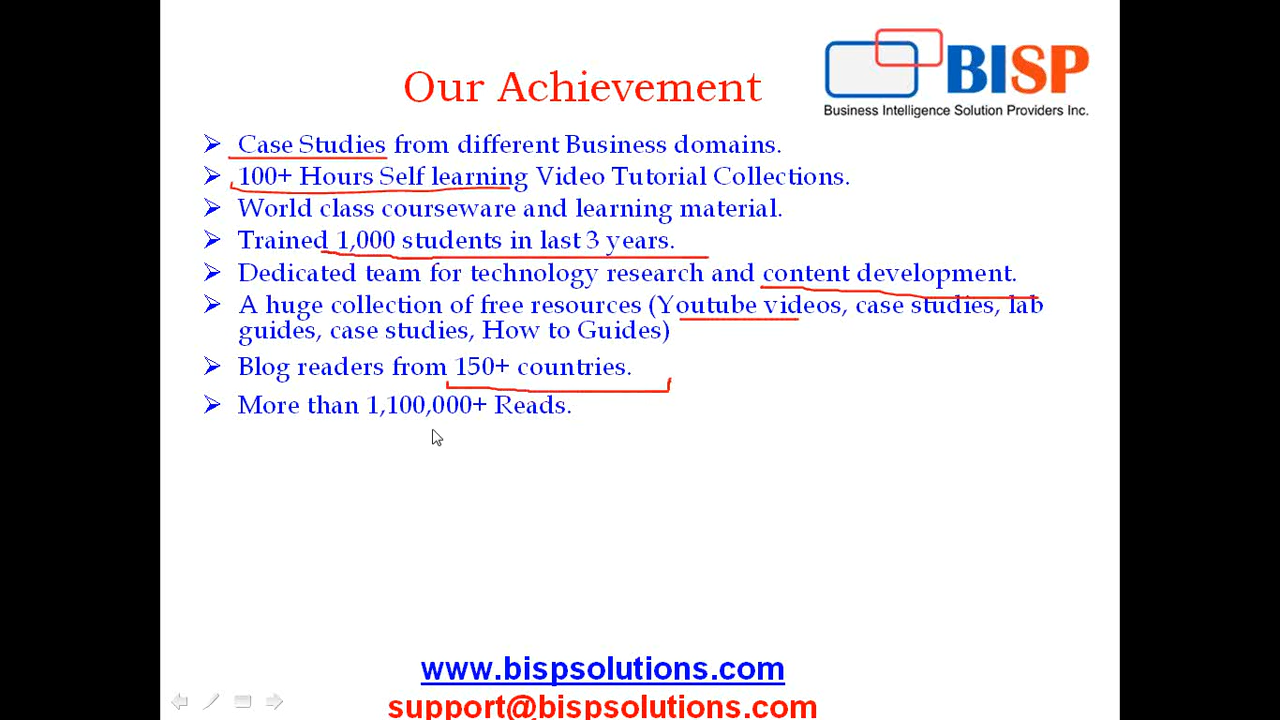 BISP
Business Intelligence Solution Providers Inc.
Our Achievement
Case Studies from different Business domains.
100+ Hours Self learning Video Tutorial Collections.
World class courseware and learning material.
Trained 1,000 students in last 3 years.
Dedicated team for technology research and content development.
A huge collection of free resources (Youtube videos, case studies, lab
guides, case studies, How to Guides)
Blog readers from 150+ countries.
More than 1,100,000+ Reads.
www.bispsolutions.com
support@bispsolutions.com